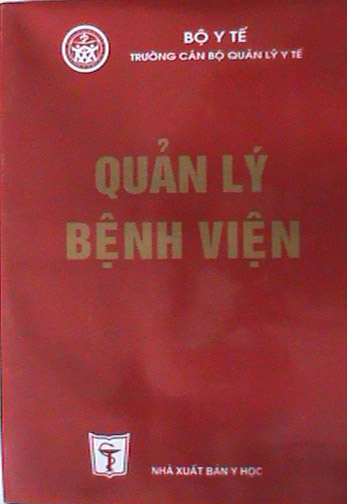 BỘ Y TẾ
TRƯỜNG CÁN BỘ QUẢN LÝ Y TẾ
QUẢN LÝ
BỆNH VIỆN
NHÀ XUẤT BẢN Y HỌC